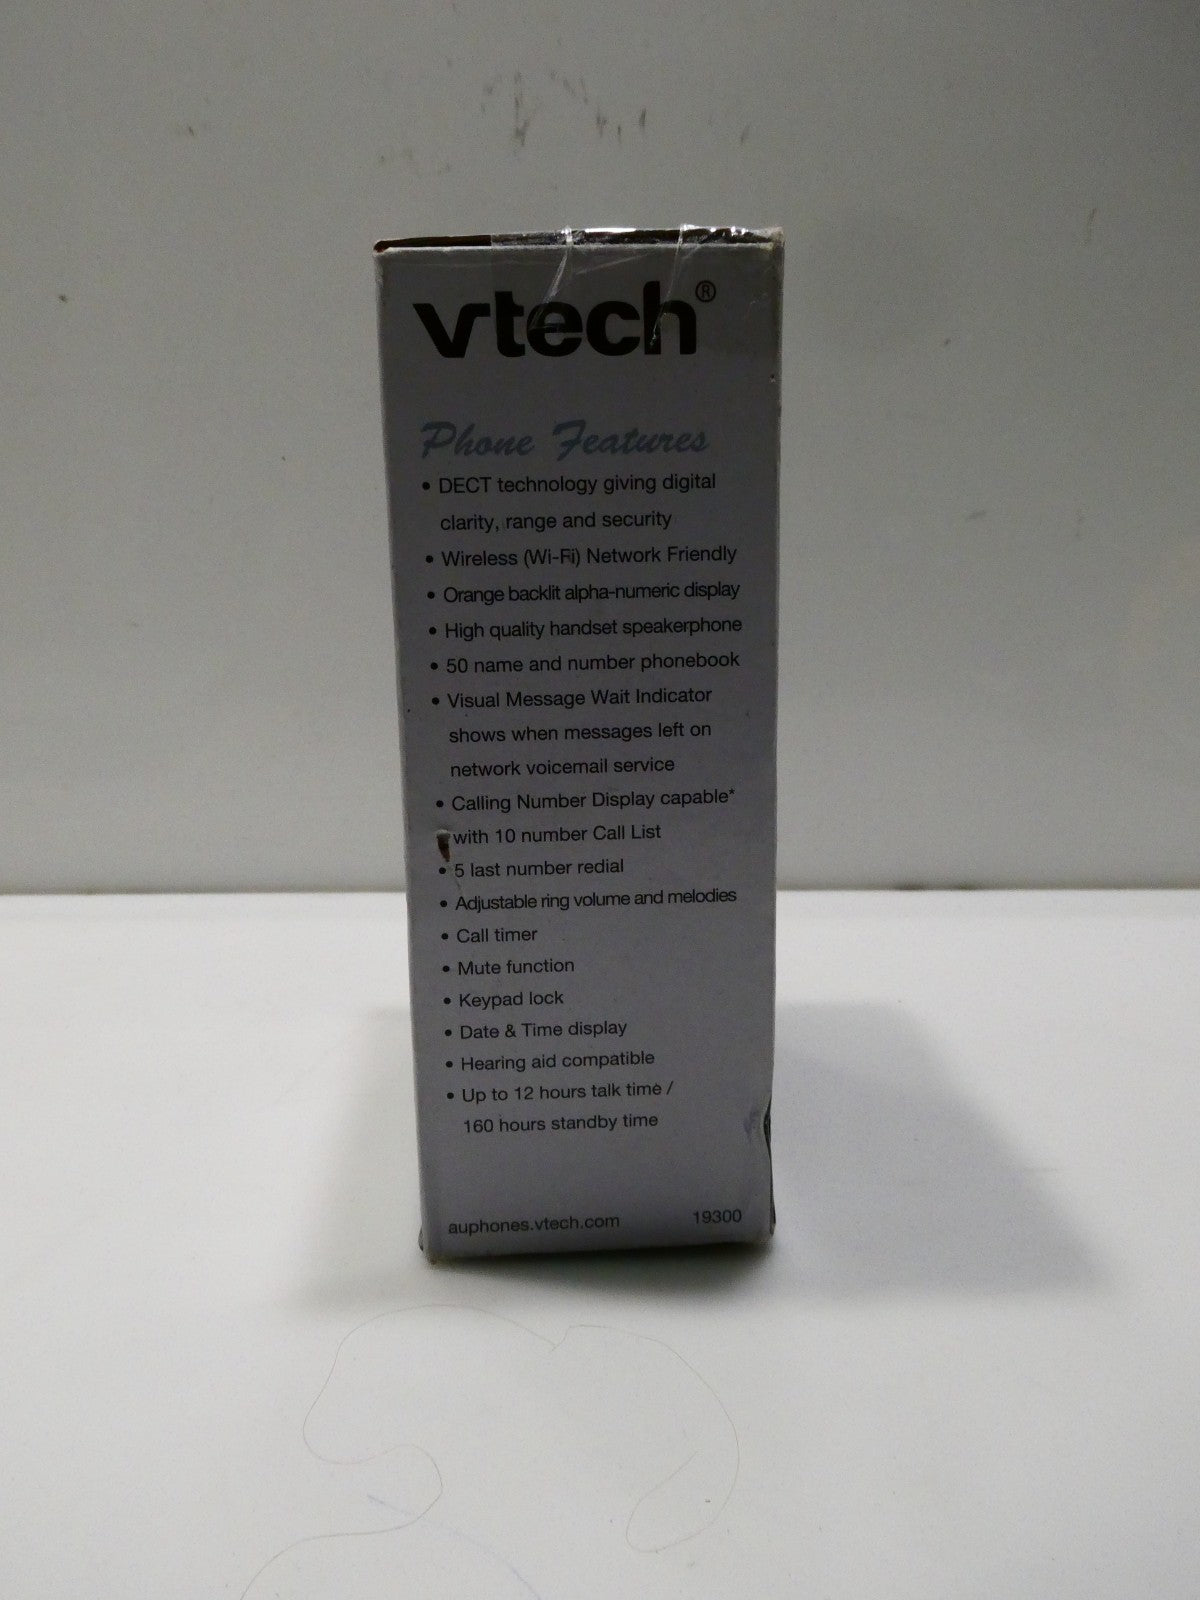 vtech®
Phone Features
• DECT technology giving digital
clarity, range and security
• Wireless (Wi-Fi) Network Friendly
• Orange backlit alpha-numeric display
• High quality handset speakerphone
• 50 name and number phonebook
• Visual Message Wait Indicator
shows when messages left on
network voicemail service
• Calling Number Display capable*
with 10 number Call List
• 5 last number redial
• Adjustable ring volume and melodies
• Call timer
• Mute function
• Keypad lock
• Date & Time display
• Hearing aid compatible
• Up to 12 hours talk time /
160 hours standby time
auphones.vtech.com 19300